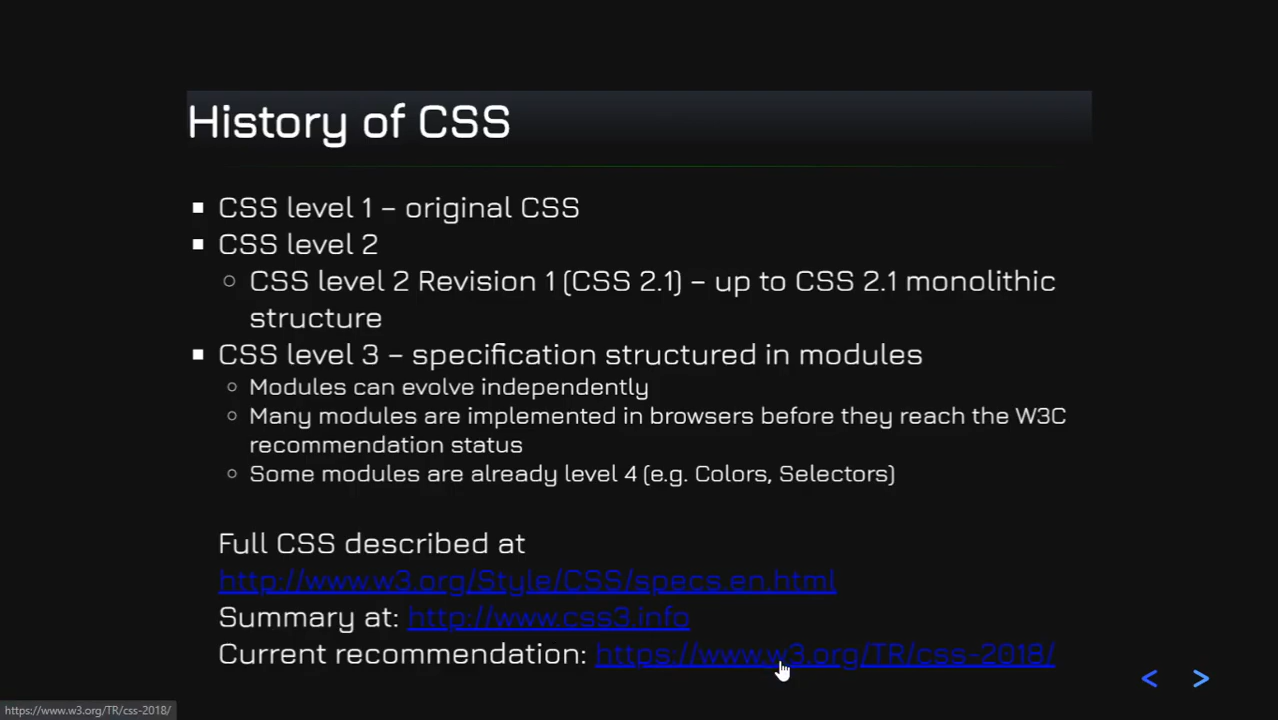 History of CSS
CSS level 1 – original CSS
CSS level 2
CSS level 2 Revision 1 (CSS 2.1) – up to CSS 2.1 monolithic
structure
CSS level 3 – specification structured in modules
Modules can evolve independently
Many modules are implemented in browsers before they reach the W3C
recommendation status
Some modules are already level 4 (e.g. Colors, Selectors)
Full CSS described at
http://www.w3.org/Style/CSS/specs.en.html
Summary at: http://www.css3.info
Current recommendation: https://www.w3.org/TR/css-2018/
https://www.w3.org/TR/css-2018/